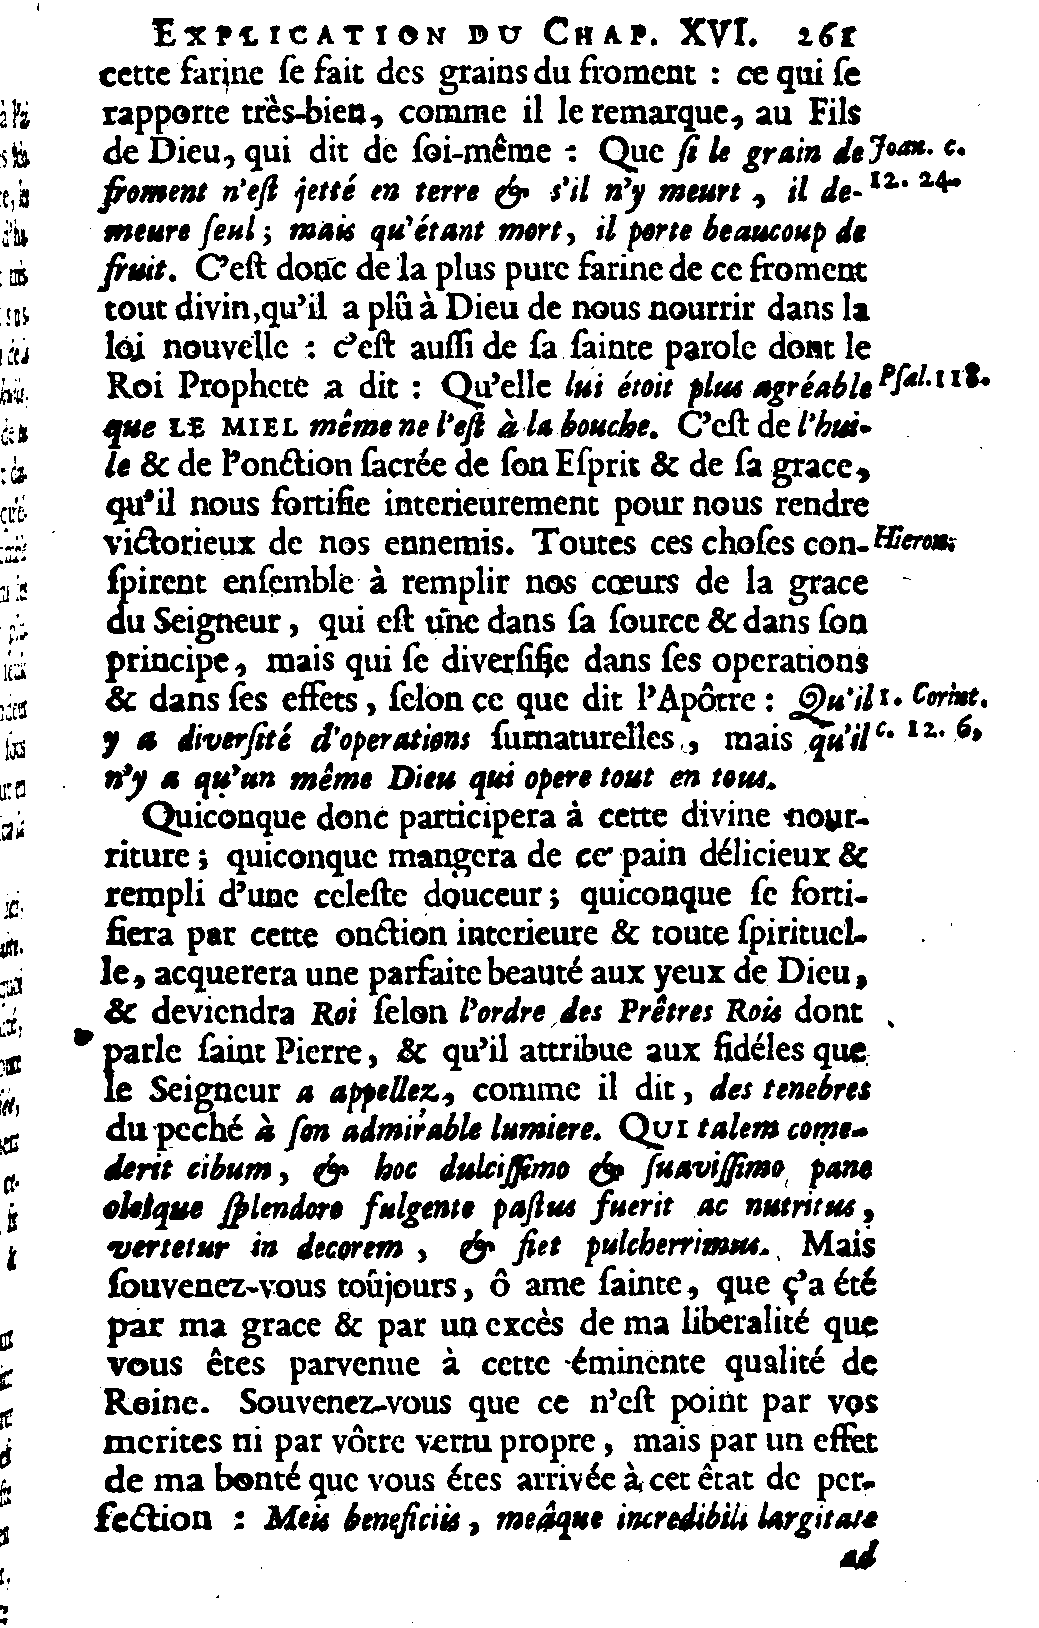 EXPLICATION DU CHAP. XVI. 261
cette farine ſe fait des grains du froment : ce qui ſe
rapporte très-bien, comme il le remarque, au Fils
de Dieu, qui dit de ſoi-même : Que ſi le grain de Joan. c.
froment n'eſt jetté en terre & s'il n'y meurt, il de- 12. 24.
meure ſeul ; mais qu'étant mort, il porte beaucoup de
fruit. C'eſt donc de la plus pure farine de ce froment
tout divin, qu'il a plû à Dieu de nous nourrir dans la
loi nouvelle : c'eſt auſſi de ſa ſainte parole dont le
Roi Prophete a dit : Qu'elle lui étoit plus agréable Pſal. 118.
que LE MIEL même ne l'eſt à la bouche. C'eſt de l'hui-
le & de l'onction ſacrée de ſon Eſprit & de ſa grace,
qu'il nous fortifie interieurement pour nous rendre
victorieux de nos ennemis. Toutes ces choſes con- Hieron.
ſpirent enſemble à remplir nos cœurs de la grace
du Seigneur, qui eſt une dans ſa ſource & dans ſon
principe, mais qui ſe diverſifie dans ſes operations
& dans ſes effets, ſelon ce que dit l'Apôtre : Qu'il 1. Corint.
y a diverſité d'operations ſurnaturelles, mais qu'il c. 12. 6,
n'y a qu'un même Dieu qui opere tout en tous.
Quiconque donc participera à cette divine nour-
riture ; quiconque mangera de ce pain délicieux &
rempli d'une celeſte douceur ; quiconque ſe forti-
fiera par cette onction interieure & toute ſpirituel-
le, acquerera une parfaite beauté aux yeux de Dieu,
& deviendra Roi ſelon l'ordre des Prêtres Rois dont
parle ſaint Pierre, & qu'il attribue aux fidéles que
le Seigneur a appellez, comme il dit, des tenebres
du peché à ſon admirable lumiere. QUI talem come-
derit cibum, & hoc dulciſſimo & ſuaviſſimo pane
oleique ſplendore fulgente paſtus fuerit ac nutritus,
vertetur in decorem, & fiet pulcherrimus. Mais
ſouvenez-vous toûjours, ô ame ſainte, que ç'a été
par ma grace & par un excès de ma liberalité que
vous êtes parvenue à cette éminente qualité de
Reine. Souvenez-vous que ce n'eſt point par vos
merites ni par vôtre vertu propre, mais par un effet
de ma bonté que vous étes arrivée à cet état de per-
fection : Meis beneficiis, meâque incredibili largitate
ad